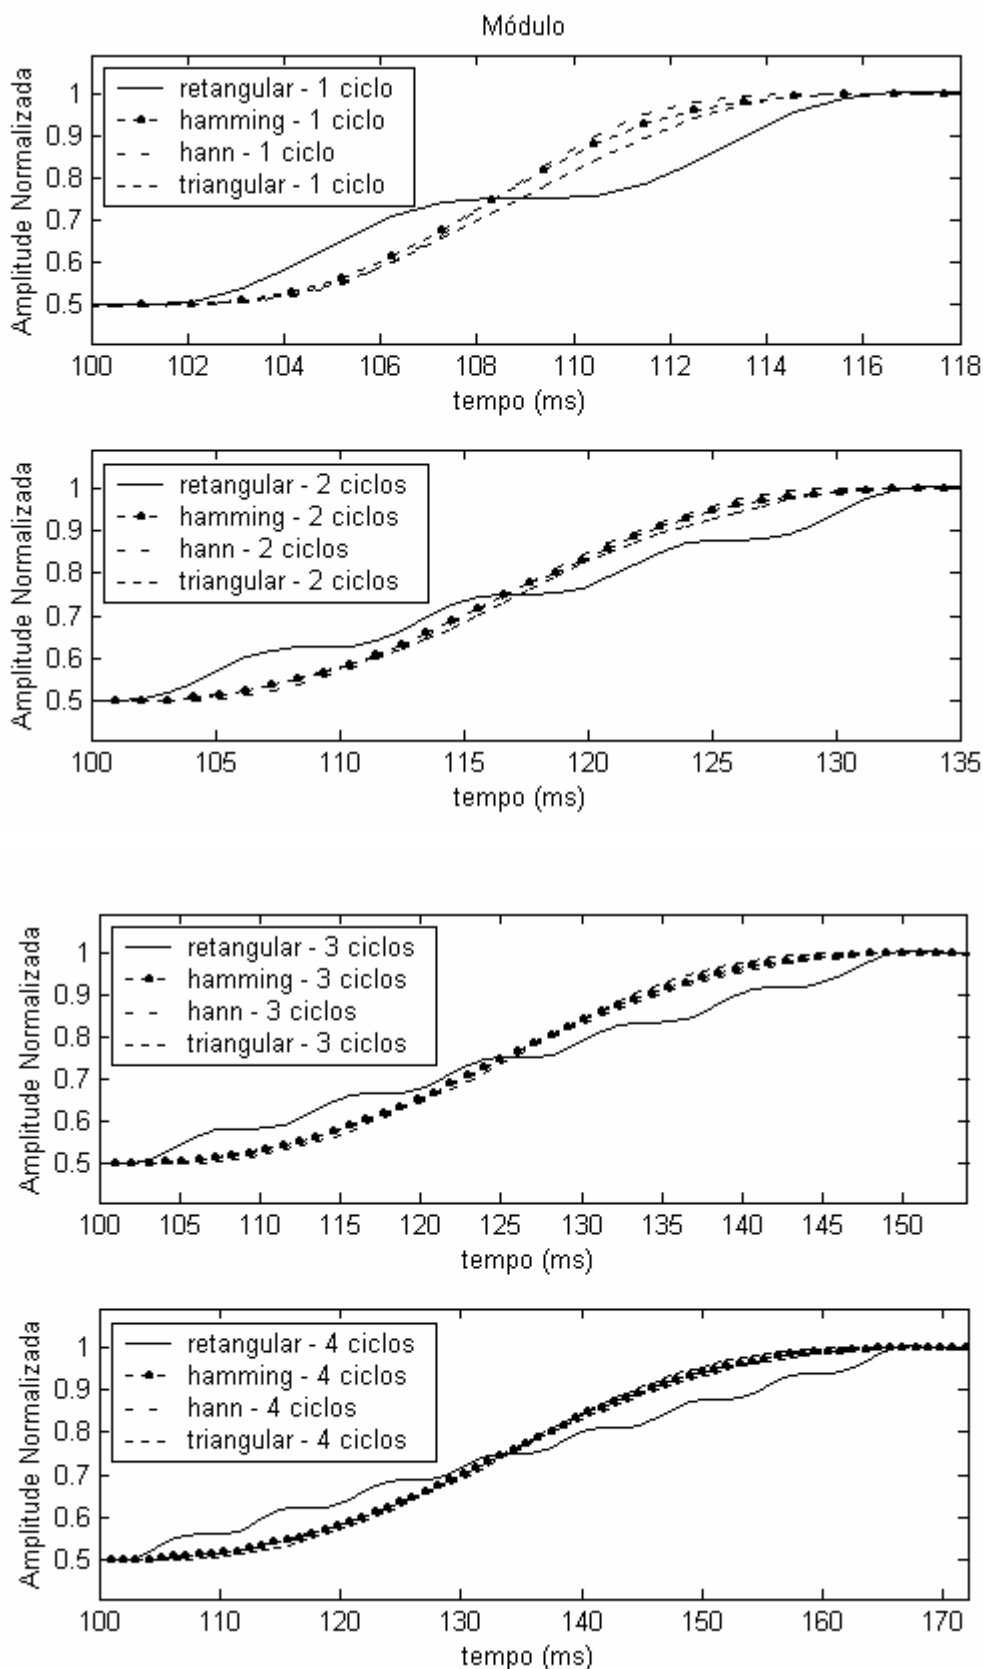 Módulo
Amplitude Normalizada
1
0.9
0.8
0.7
0.6
0.5
retangular - 1 ciclo
hamming - 1 ciclo
hann - 1 ciclo
triangular - 1 ciclo
100 102 104 106 108 110 112 114 116 118
tempo (ms)
Amplitude Normalizada
1
0.9
0.8
0.7
0.6
0.5
retangular - 2 ciclos
hamming - 2 ciclos
hann - 2 ciclos
triangular - 2 ciclos
100 105 110 115 120 125 130 135
tempo (ms)
Amplitude Normalizada
1
0.9
0.8
0.7
0.6
0.5
retangular - 3 ciclos
hamming - 3 ciclos
hann - 3 ciclos
triangular - 3 ciclos
100 105 110 115 120 125 130 135 140 145 150
tempo (ms)
Amplitude Normalizada
1
0.9
0.8
0.7
0.6
0.5
retangular - 4 ciclos
hamming - 4 ciclos
hann - 4 ciclos
triangular - 4 ciclos
100 110 120 130 140 150 160 170
tempo (ms)